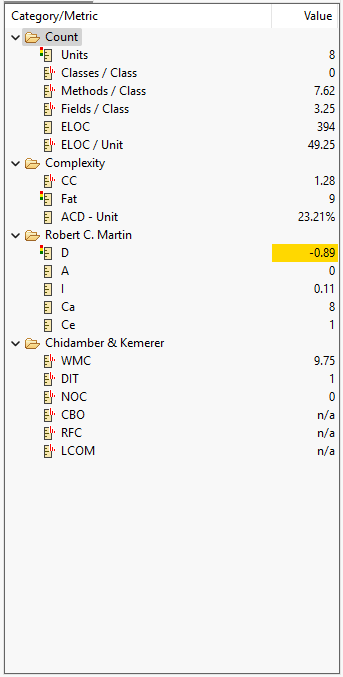 Category/Metric Value
Count
Units 8
Classes / Class 0
Methods / Class 7.62
Fields / Class 3.25
ELOC 394
ELOC / Unit 49.25
Complexity
CC 1.28
Fat 9
ACD - Unit 23.21%
Robert C. Martin
D -0.89
A 0
I 0.11
Ca 8
Ce 1
Chidamber & Kemerer
WMC 9.75
DIT 1
NOC 0
CBO n/a
RFC n/a
LCOM n/a